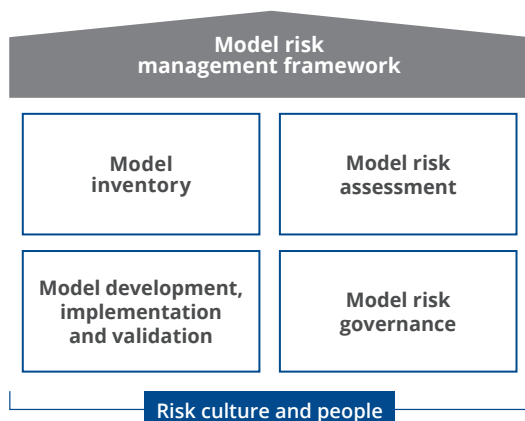 Model risk
management framework
Model
inventory
Model risk
assessment
Model development,
implementation
and validation
Model risk
governance
Risk culture and people